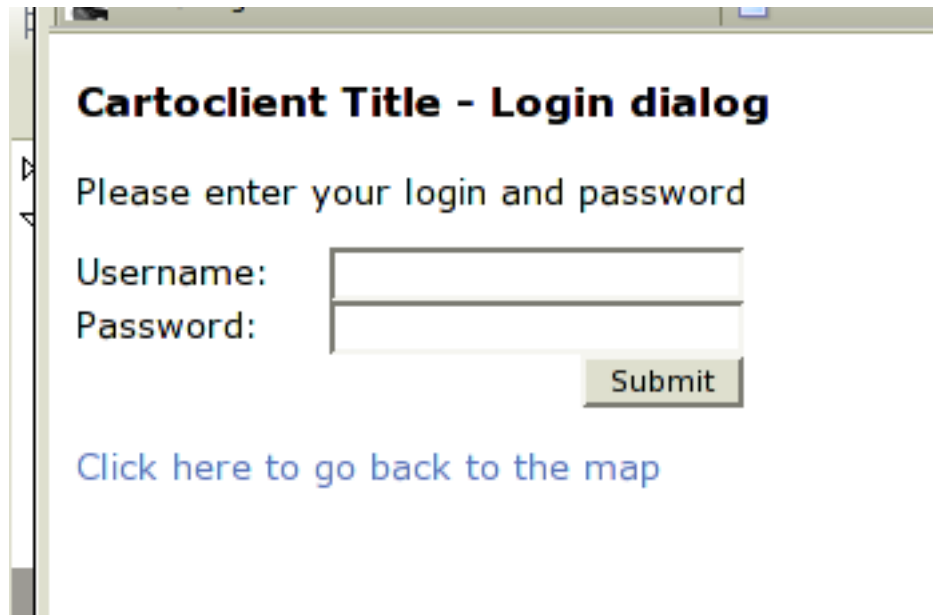 Cartoclient Title - Login dialog
Please enter your login and password
Username:
Password:
Submit
Click here to go back to the map